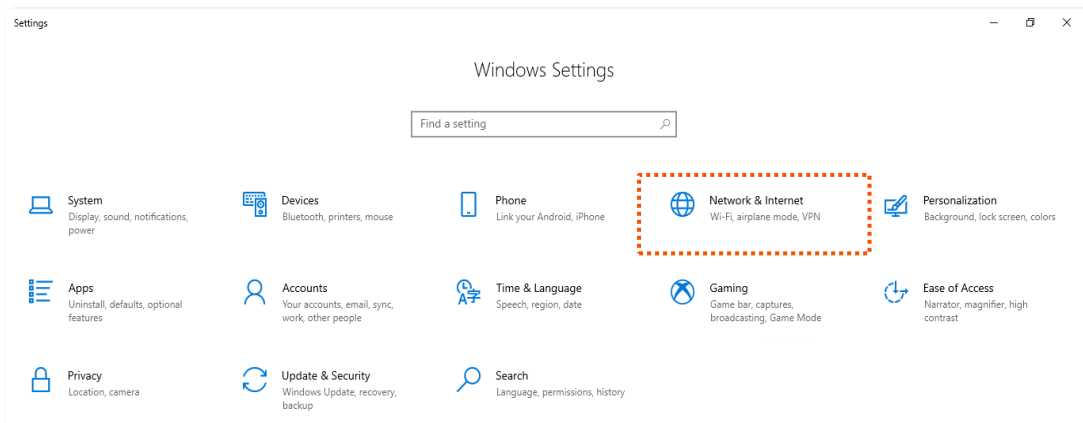 Settings
Windows Settings
Find a setting
System
Display, sound, notifications,
power
Devices
Bluetooth, printers, mouse
Phone
Link your Android, iPhone
Network & Internet
Wi-Fi, airplane mode, VPN
Personalization
Background, lock screen, colors
Apps
Uninstall, defaults, optional
features
Accounts
Your accounts, email, sync,
work, other people
Time & Language
Speech, region, date
Gaming
Game bar, captures,
broadcasting, Game Mode
Ease of Access
Narrator, magnifier, high
contrast
Privacy
Location, camera
Update & Security
Windows Update, recovery,
backup
Search
Language, permissions, history